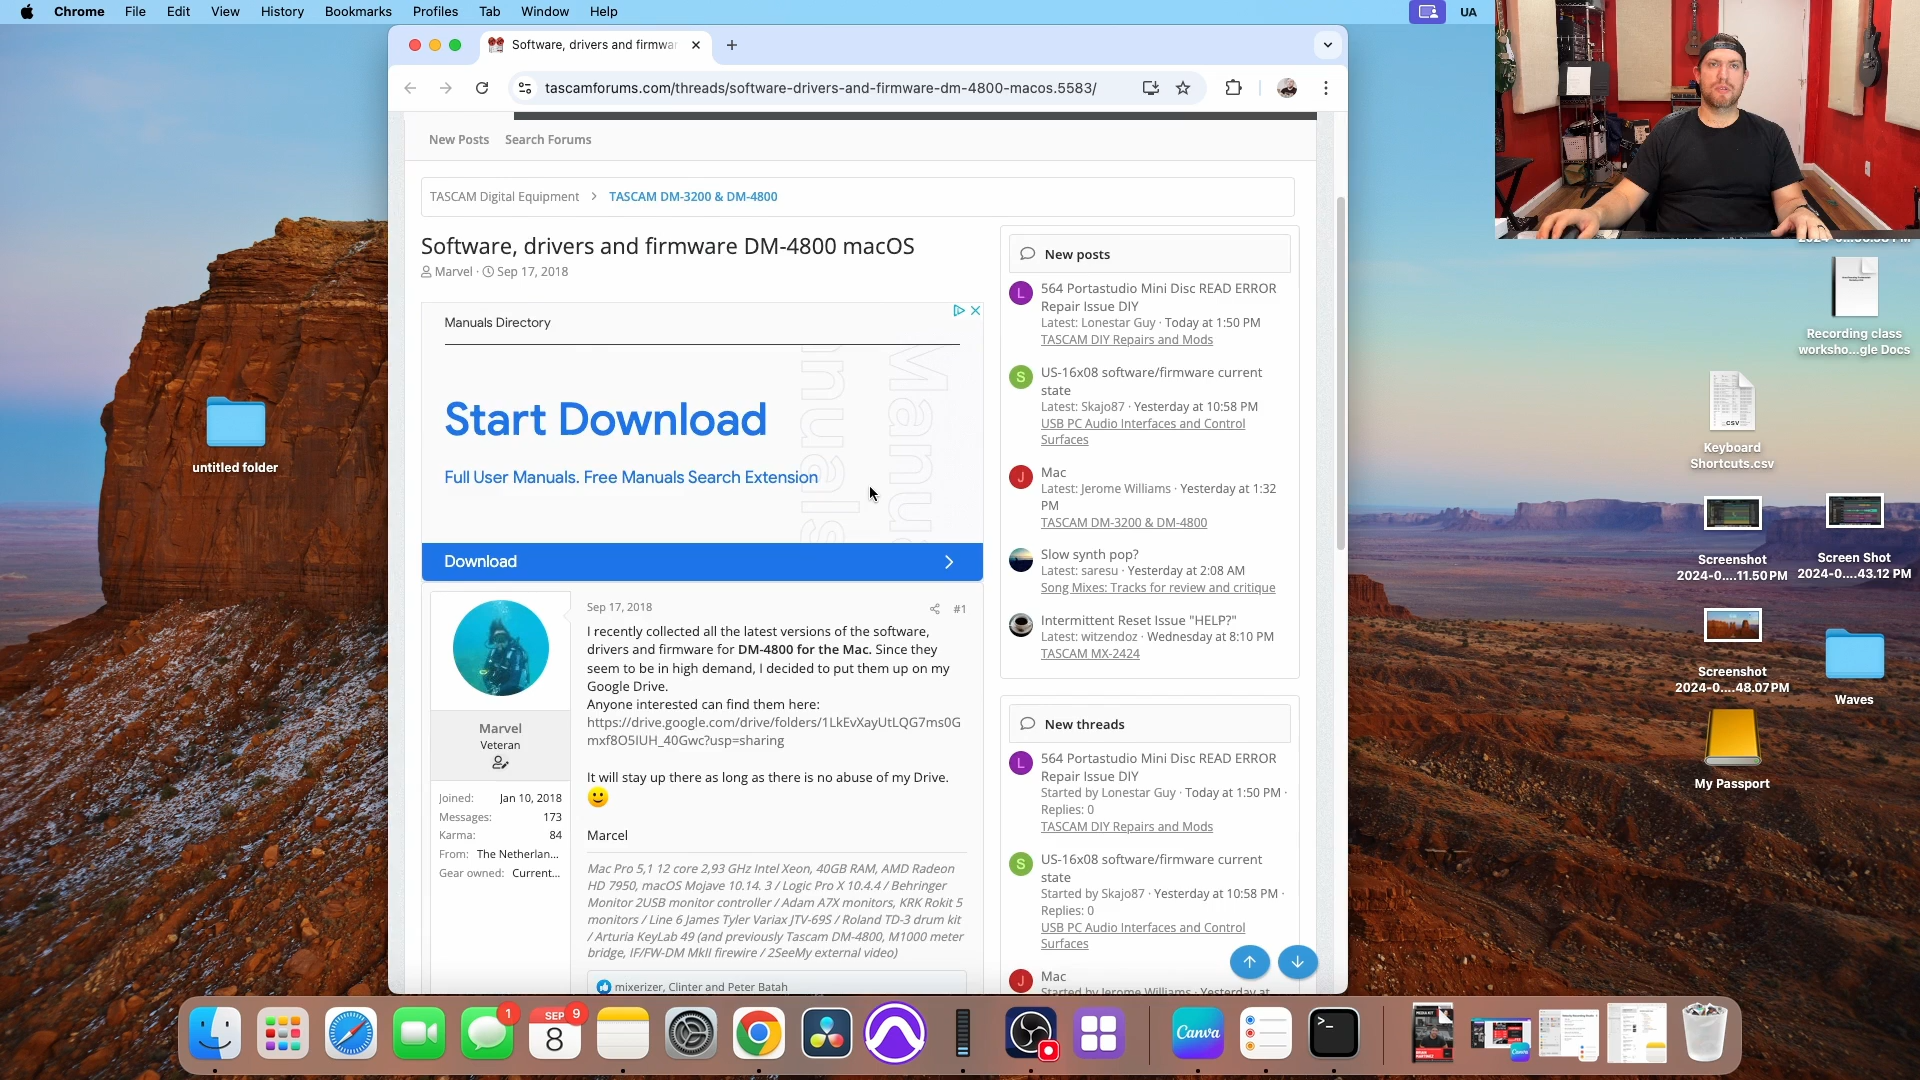 Chrome File Edit View History Bookmarks Profiles Tab Window Help
UA
Software, drivers and firmwar
tascamforums.com/threads/software-drivers-and-firmware-dm-4800-macos.5583/
New Posts Search Forums
TASCAM Digital Equipment > TASCAM DM-3200 & DM-4800
Software, drivers and firmware DM-4800 macOS
Marvel · Sep 17, 2018
Manuals Directory
Manuals
Start Download
Full User Manuals. Free Manuals Search Extension
Download
Marvel
Veteran
Joined: Jan 10, 2018
Messages: 173
Karma: 84
From: The Netherlan...
Gear owned: Current...
Sep 17, 2018
#1
I recently collected all the latest versions of the software,
drivers and firmware for DM-4800 for the Mac. Since they
seem to be in high demand, I decided to put them up on my
Google Drive.
Anyone interested can find them here:
https://drive.google.com/drive/folders/1LkEvXayUtLQG7ms0G
mxf8O5IUH_40Gwc?usp=sharing
It will stay up there as long as there is no abuse of my Drive.
Marcel
Mac Pro 5,1 12 core 2,93 GHz Intel Xeon, 40GB RAM, AMD Radeon
HD 7950, macOS Mojave 10.14. 3 / Logic Pro X 10.4.4 / Behringer
Monitor 2USB monitor controller / Adam A7X monitors, KRK Rokit 5
monitors / Line 6 James Tyler Variax JTV-69S / Roland TD-3 drum kit
/ Arturia KeyLab 49 (and previously Tascam DM-4800, M1000 meter
bridge, IF/FW-DM MkII firewire / 2SeeMy external video)
mixerizer, Clinter and Peter Batah
New posts
L
564 Portastudio Mini Disc READ ERROR
Repair Issue DIY
Latest: Lonestar Guy · Today at 1:50 PM
TASCAM DIY Repairs and Mods
S
US-16x08 software/firmware current
state
Latest: Skajo87 · Yesterday at 10:58 PM
USB PC Audio Interfaces and Control
Surfaces
J
Mac
Latest: Jerome Williams · Yesterday at 1:32
PM
TASCAM DM-3200 & DM-4800
Slow synth pop?
Latest: saresu · Yesterday at 2:08 AM
Song Mixes: Tracks for review and critique
Intermittent Reset Issue "HELP?"
Latest: witzendoz · Wednesday at 8:10 PM
TASCAM MX-2424
New threads
L
564 Portastudio Mini Disc READ ERROR
Repair Issue DIY
Started by Lonestar Guy · Today at 1:50 PM ·
Replies: 0
TASCAM DIY Repairs and Mods
S
US-16x08 software/firmware current
state
Started by Skajo87 · Yesterday at 10:58 PM ·
Replies: 0
USB PC Audio Interfaces and Control
Surfaces
J
Mac
Started by Jerome Williams · Yesterday at
untitled folder
Recording class
worksho...gle Docs
.CSV
Keyboard
Shortcuts.csv
Screenshot
2024-0....11.50 PM
Screen Shot
2024-0....43.12 PM
Screenshot
2024-0....48.07 PM
Waves
My Passport
1
SEP
9
8
Canva
>_